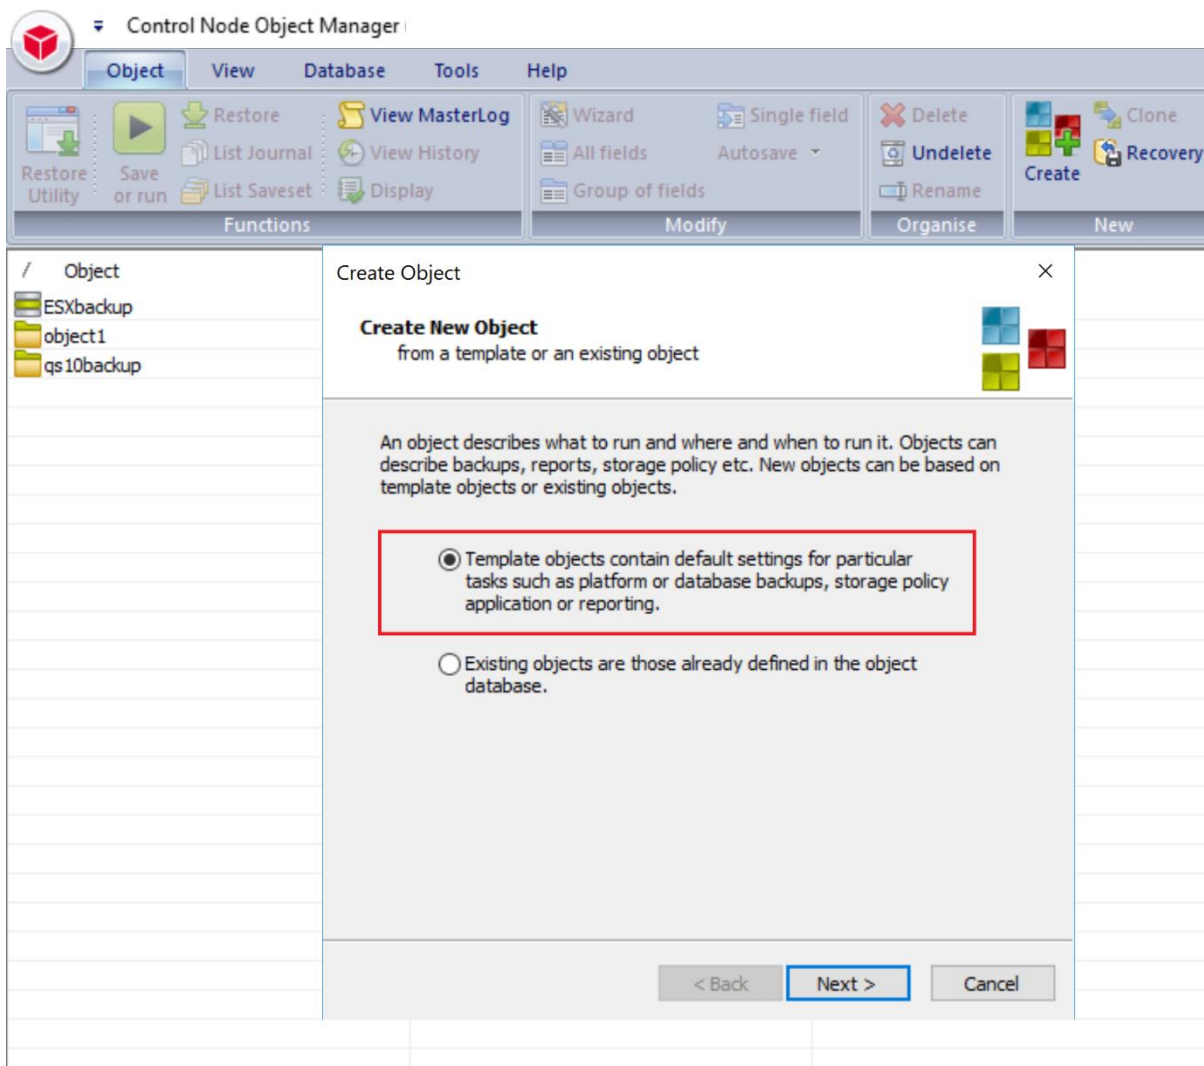 Control Node Object Manager
Object View Database Tools Help
Restore Utility
Save or run
Restore
List Journal
List Saveset
View MasterLog
View History
Display
Functions
Wizard
All fields
Group of fields
Single field
Autosave
Modify
Delete
Undelete
Rename
Organise
Create
Clone
Recovery
New
/ Object
ESXbackup
object1
qs10backup
Create Object
Create New Object
from a template or an existing object
An object describes what to run and where and when to run it. Objects can
describe backups, reports, storage policy etc. New objects can be based on
template objects or existing objects.
Template objects contain default settings for particular
tasks such as platform or database backups, storage policy
application or reporting.
Existing objects are those already defined in the object
database.
< Back Next > Cancel